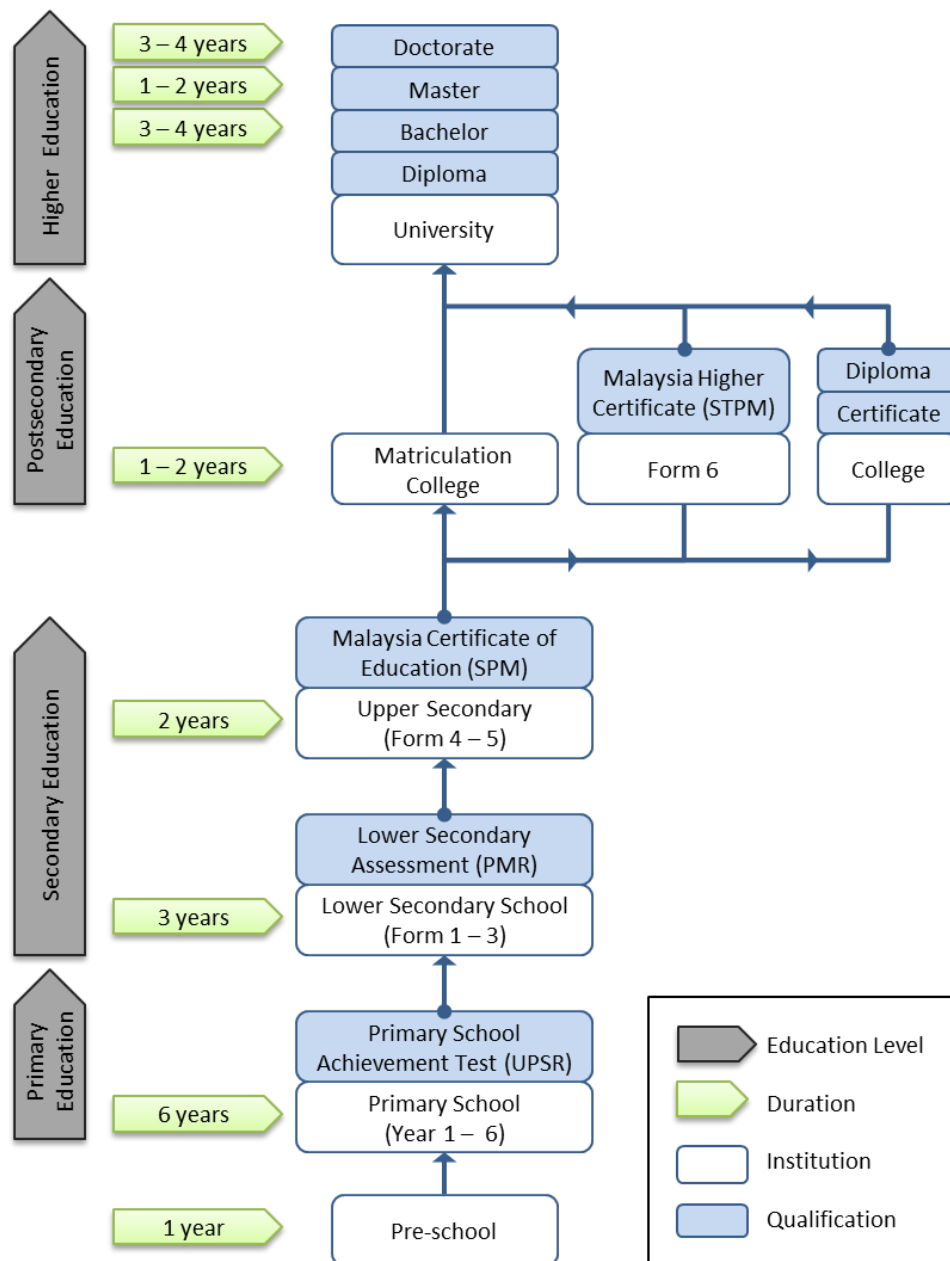 3 – 4 years
Doctorate
1 – 2 years
Master
3 – 4 years
Bachelor
Diploma
University
Higher Education
Malaysia Higher
Certificate (STPM)
Diploma
Certificate
1 – 2 years
Matriculation
College
Form 6
College
Postsecondary
Education
Malaysia Certificate of
Education (SPM)
2 years
Upper Secondary
(Form 4 – 5)
Lower Secondary
Assessment (PMR)
3 years
Lower Secondary School
(Form 1 – 3)
Secondary Education
Primary School
Achievement Test (UPSR)
6 years
Primary School
(Year 1 – 6)
Primary
Education
1 year
Pre-school
Education Level
Duration
Institution
Qualification